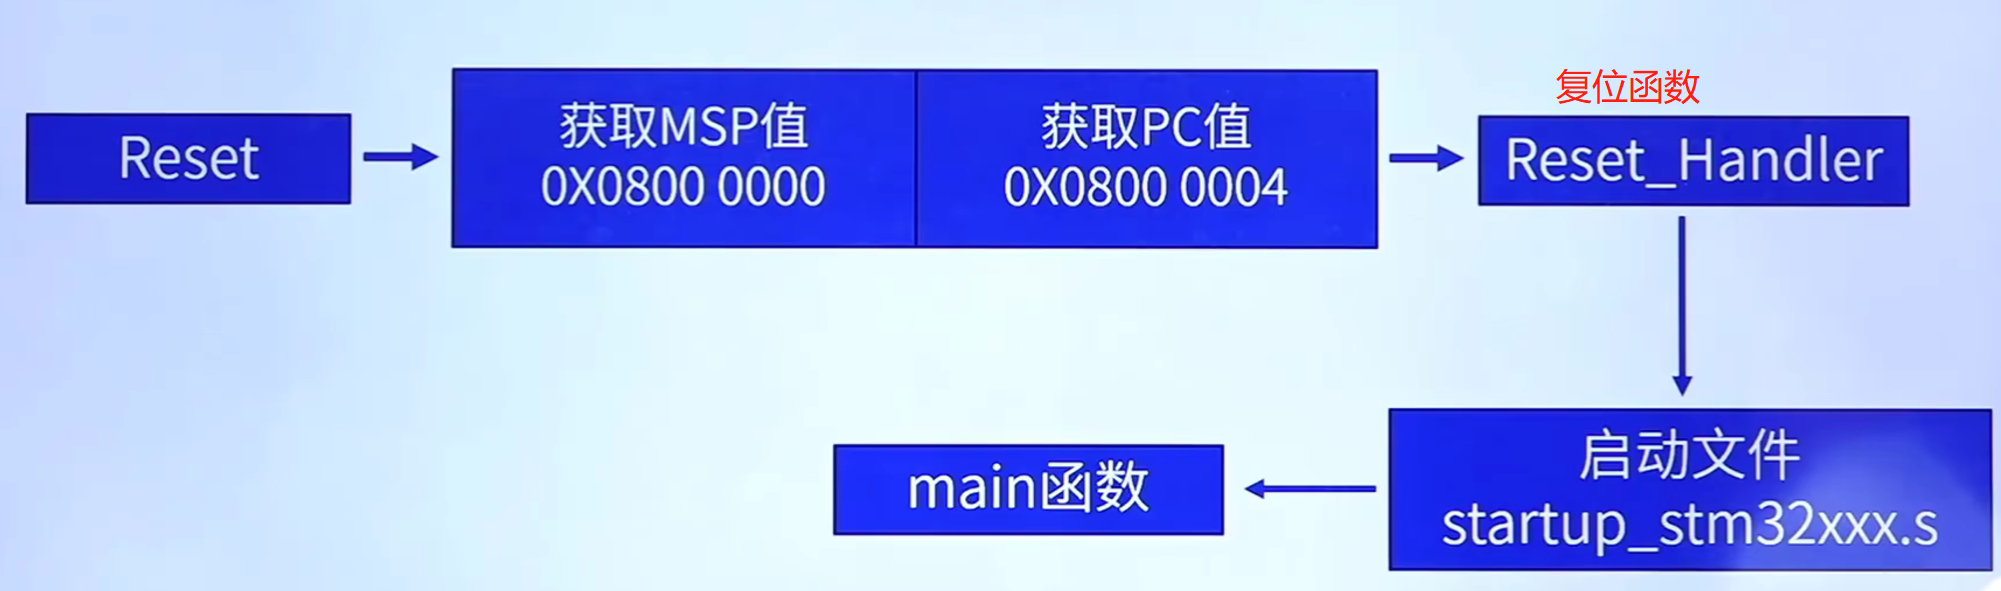 Reset
获取MSP值
0X0800 0000
获取PC值
0X0800 0004
复位函数
Reset_Handler
启动文件
startup_stm32xxx.s
main函数